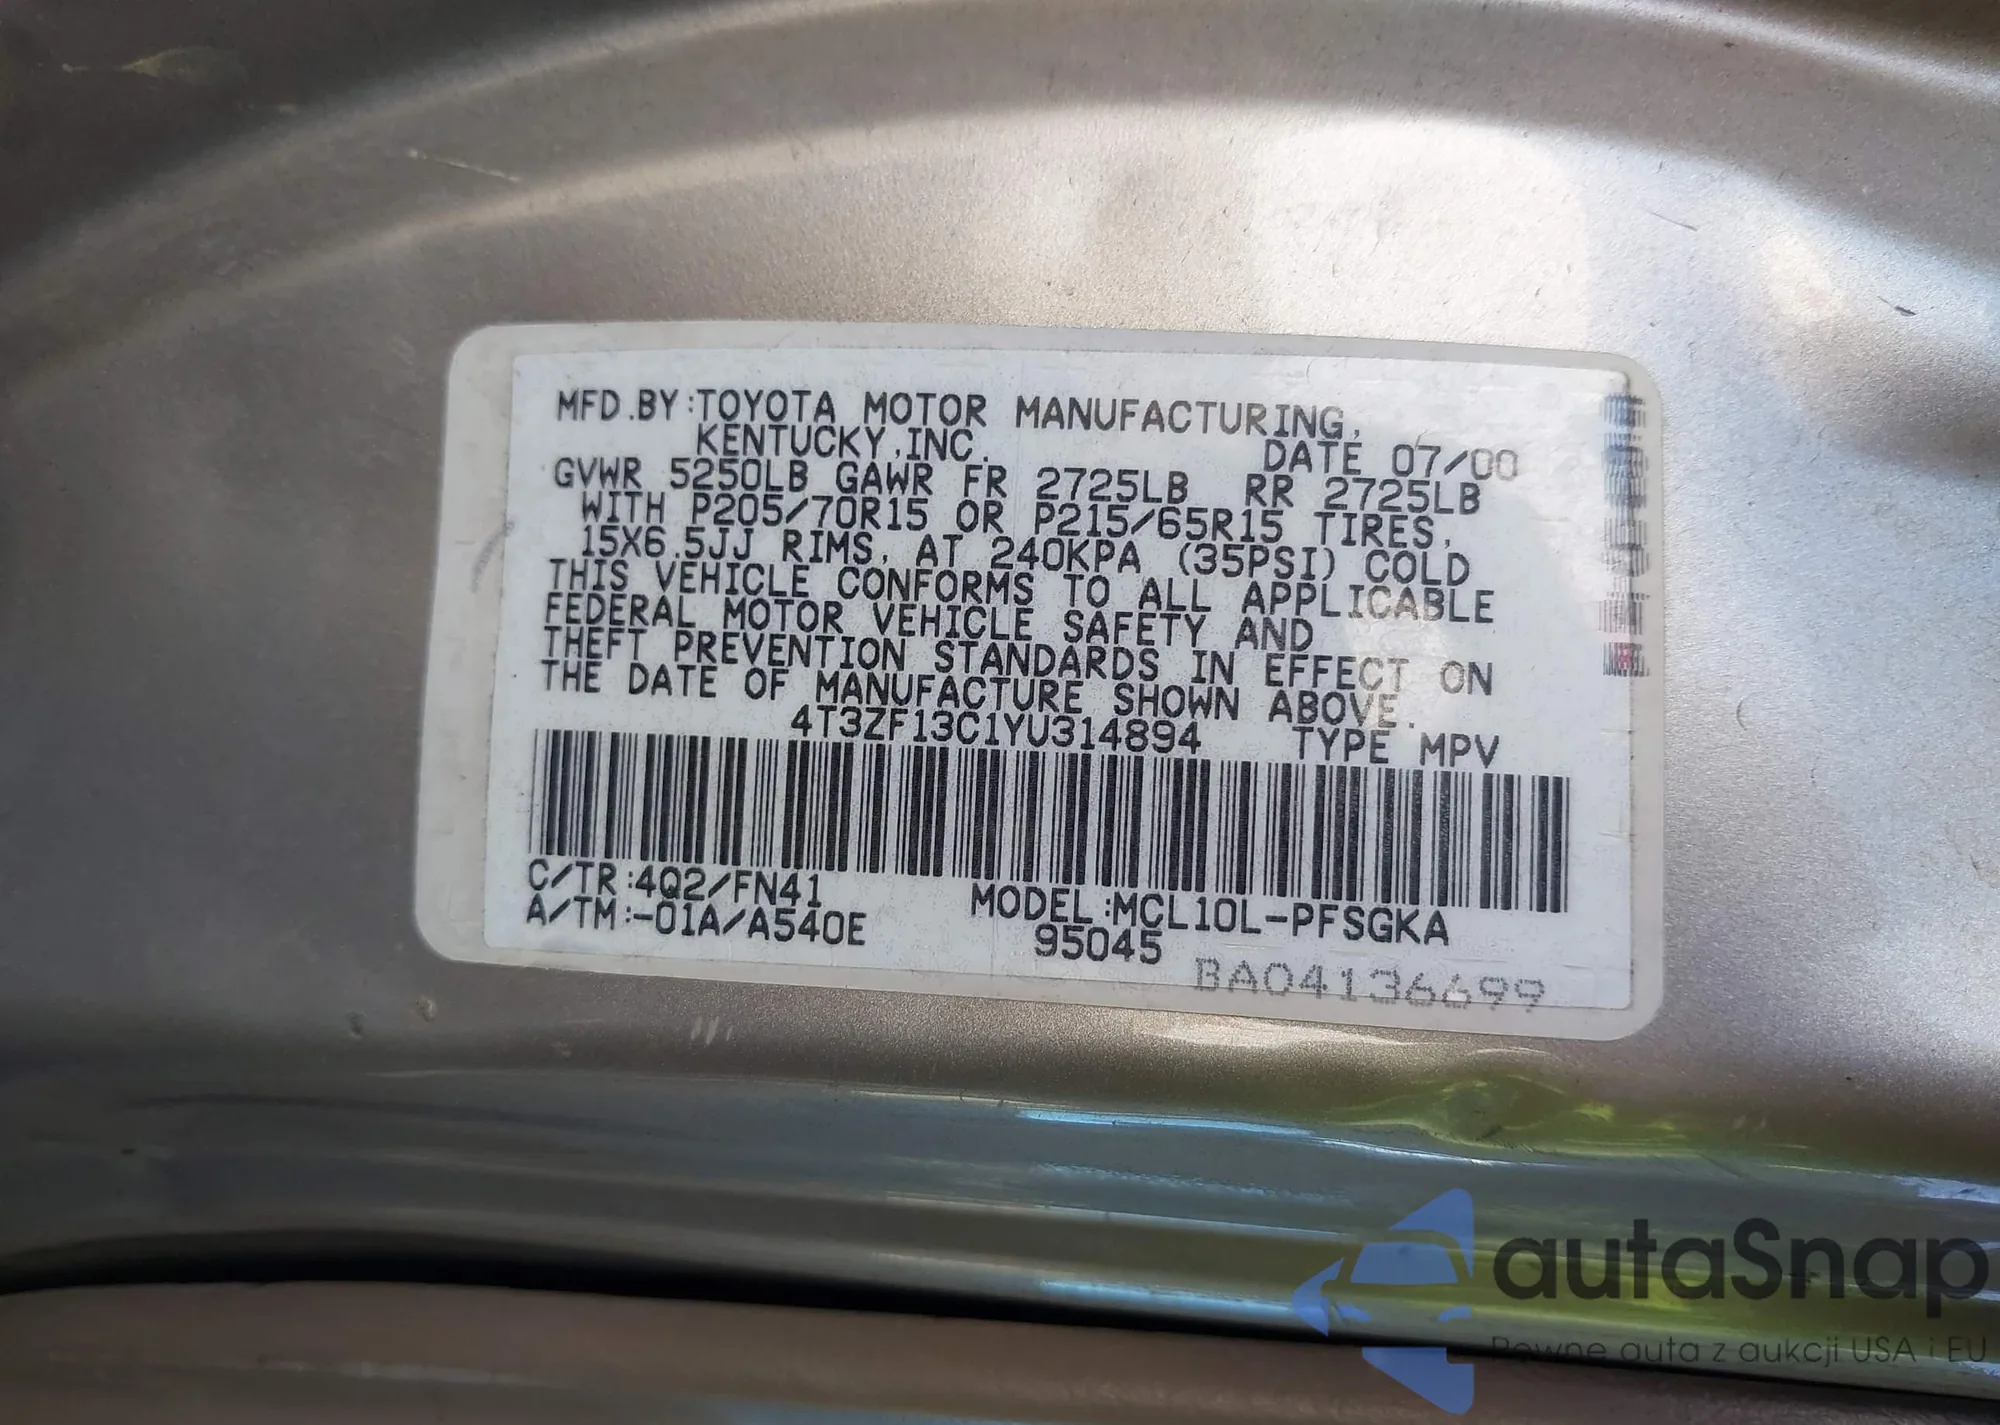 MFD.BY:TOYOTA MOTOR MANUFACTURING,
KENTUCKY,INC. DATE 07/00
GVWR 5250LB GAWR FR 2725LB RR 2725LB
WITH P205/70R15 OR P215/65R15 TIRES,
15X6.5JJ RIMS, AT 240KPA (35PSI) COLD
THIS VEHICLE CONFORMS TO ALL APPLICABLE
FEDERAL MOTOR VEHICLE SAFETY AND
THEFT PREVENTION STANDARDS IN EFFECT ON
THE DATE OF MANUFACTURE SHOWN ABOVE.
4T3ZF13C1YU314894 TYPE MPV
C/TR:4Q2/FN41 MODEL:MCL10L-PFSGKA
A/TM:-01A/A540E 95045
BA04136699
autaSnap
Pewne auta z aukcji USA i EU